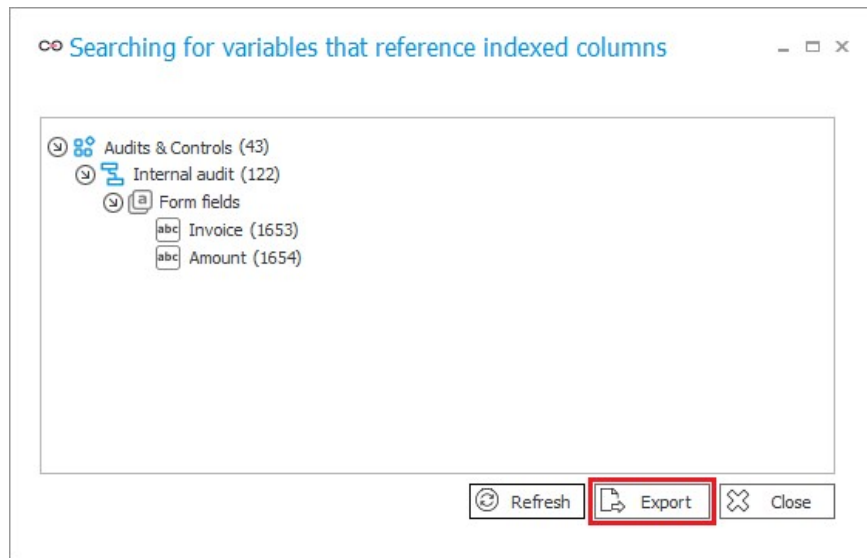 Searching for variables that reference indexed columns
Audits & Controls (43)
Internal audit (122)
a Form fields
abc Invoice (1653)
abc Amount (1654)
Refresh Export Close